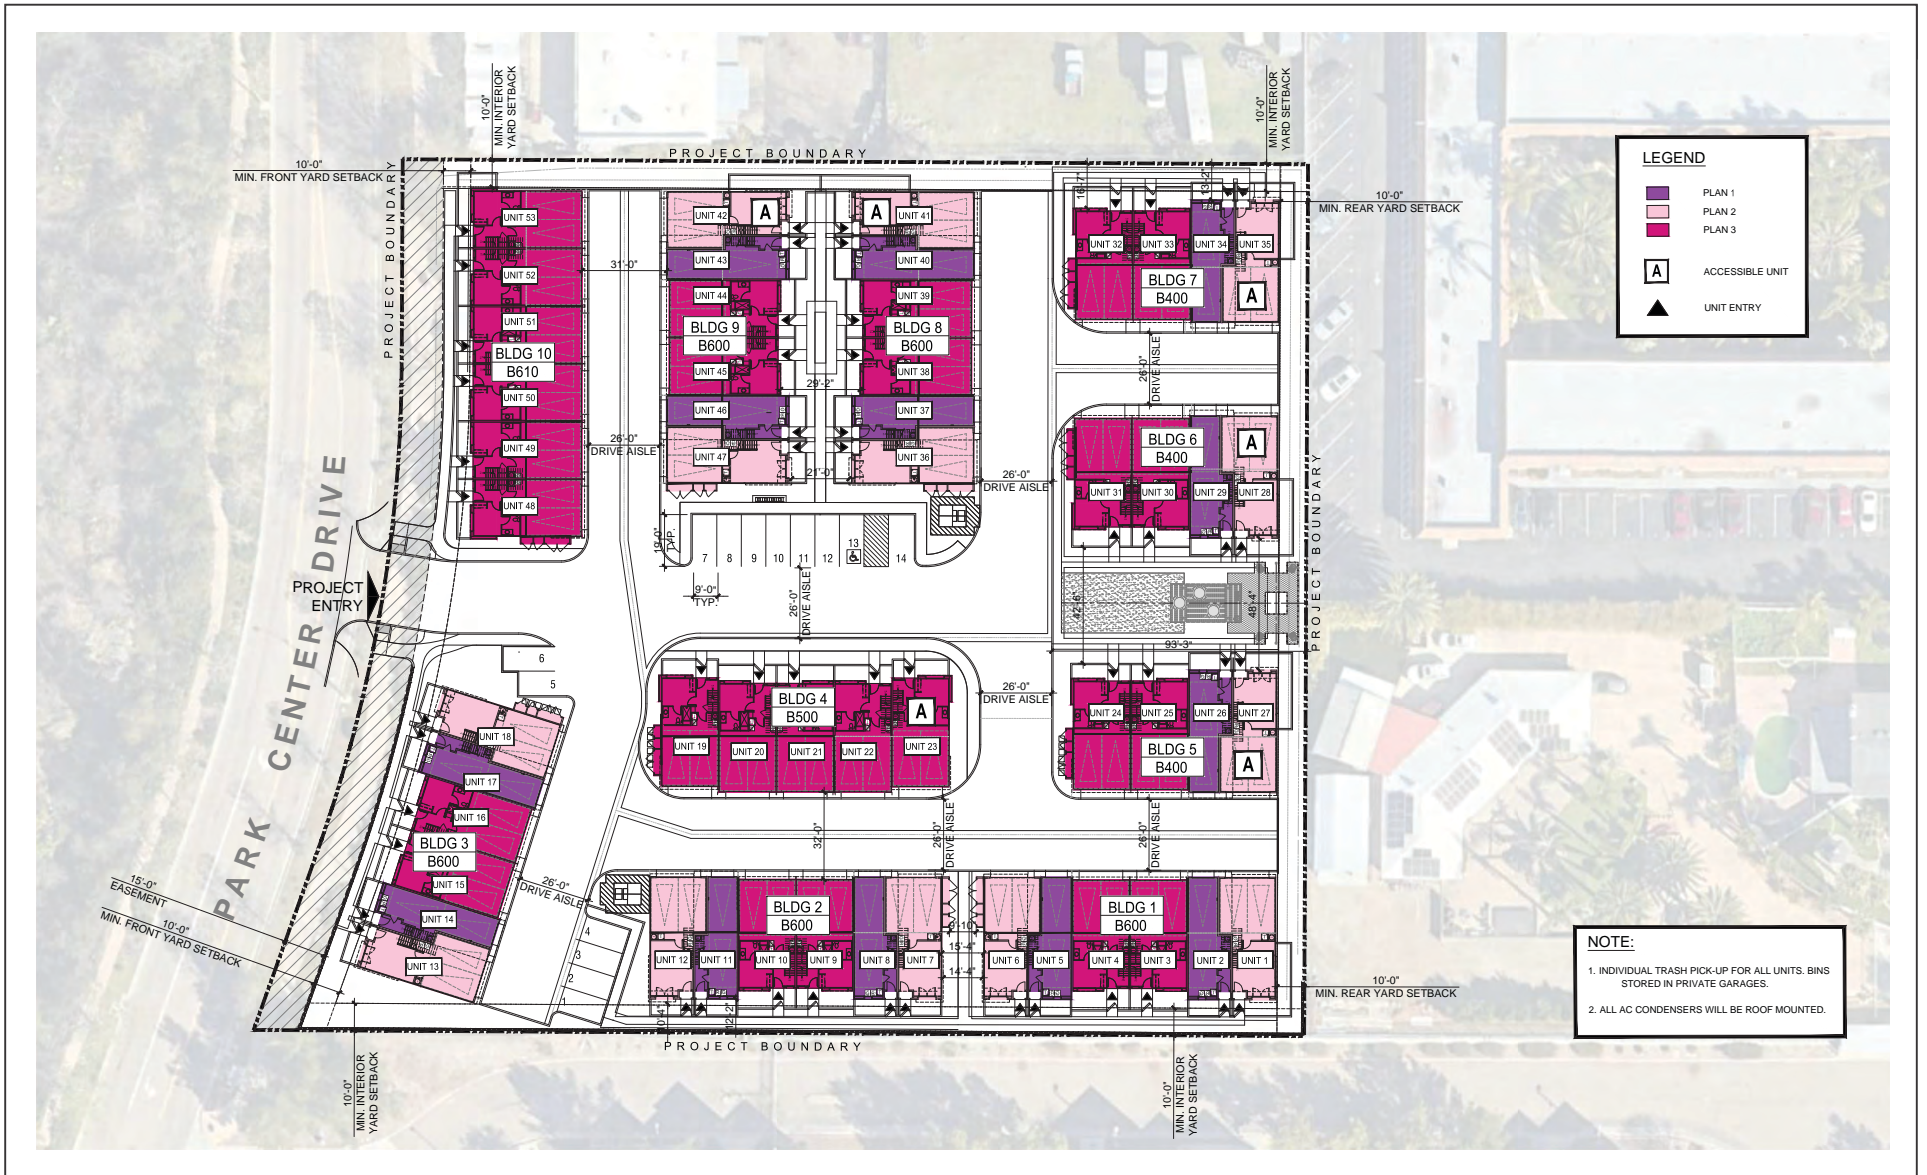 10'-0"
MIN. INTERIOR
YARD SETBACK
10'-0"
MIN. INTERIOR
YARD SETBACK
PROJECT BOUNDARY
10'-0"
MIN. FRONT YARD SETBACK
PROJECT BOUNDARY
10'-0"
MIN. REAR YARD SETBACK
LEGEND
PLAN 1
PLAN 2
PLAN 3
A
ACCESSIBLE UNIT
UNIT ENTRY
UNIT 53
UNIT 52
UNIT 51
BLDG 10
B610
UNIT 50
UNIT 49
UNIT 48
31'-0"
26'-0"
DRIVE AISLE
UNIT 42
A
UNIT 43
UNIT 44
BLDG 9
B600
UNIT 45
UNIT 46
UNIT 47
A
UNIT 41
UNIT 40
UNIT 39
BLDG 8
B600
UNIT 38
UNIT 37
UNIT 36
29'-2"
21'-0"
26'-0"
DRIVE AISLE
16'-7"
13'-2"
UNIT 32
UNIT 33
UNIT 34
UNIT 35
BLDG 7
B400
A
26'-0"
DRIVE AISLE
BLDG 6
B400
A
UNIT 31
UNIT 30
UNIT 29
UNIT 28
PROJECT BOUNDARY
19'-0"
TYP.
7
8
9
10
11
12
13
14
9'-0"
TYP.
26'-0"
DRIVE AISLE
42'-6"
48'-4"
93'-3"
PROJECT
ENTRY
PARK CENTER DRIVE
6
5
BLDG 4
B500
A
UNIT 19
UNIT 20
UNIT 21
UNIT 22
UNIT 23
26'-0"
DRIVE AISLE
UNIT 24
UNIT 25
UNIT 26
UNIT 27
BLDG 5
B400
A
UNIT 18
UNIT 17
UNIT 16
BLDG 3
B600
UNIT 15
UNIT 14
UNIT 13
26'-0"
DRIVE AISLE
32'-0"
26'-0"
DRIVE AISLE
26'-0"
DRIVE AISLE
15'-0"
EASEMENT
10'-0"
MIN. FRONT YARD SETBACK
4
3
2
1
BLDG 2
B600
UNIT 12
UNIT 11
UNIT 10
UNIT 9
UNIT 8
UNIT 7
9'-10"
15'-4"
14'-4"
BLDG 1
B600
UNIT 6
UNIT 5
UNIT 4
UNIT 3
UNIT 2
UNIT 1
10'-4"
12'-2"
10'-0"
MIN. REAR YARD SETBACK
PROJECT BOUNDARY
10'-0"
MIN. INTERIOR
YARD SETBACK
10'-0"
MIN. INTERIOR
YARD SETBACK
NOTE:
1. INDIVIDUAL TRASH PICK-UP FOR ALL UNITS. BINS
STORED IN PRIVATE GARAGES.
2. ALL AC CONDENSERS WILL BE ROOF MOUNTED.